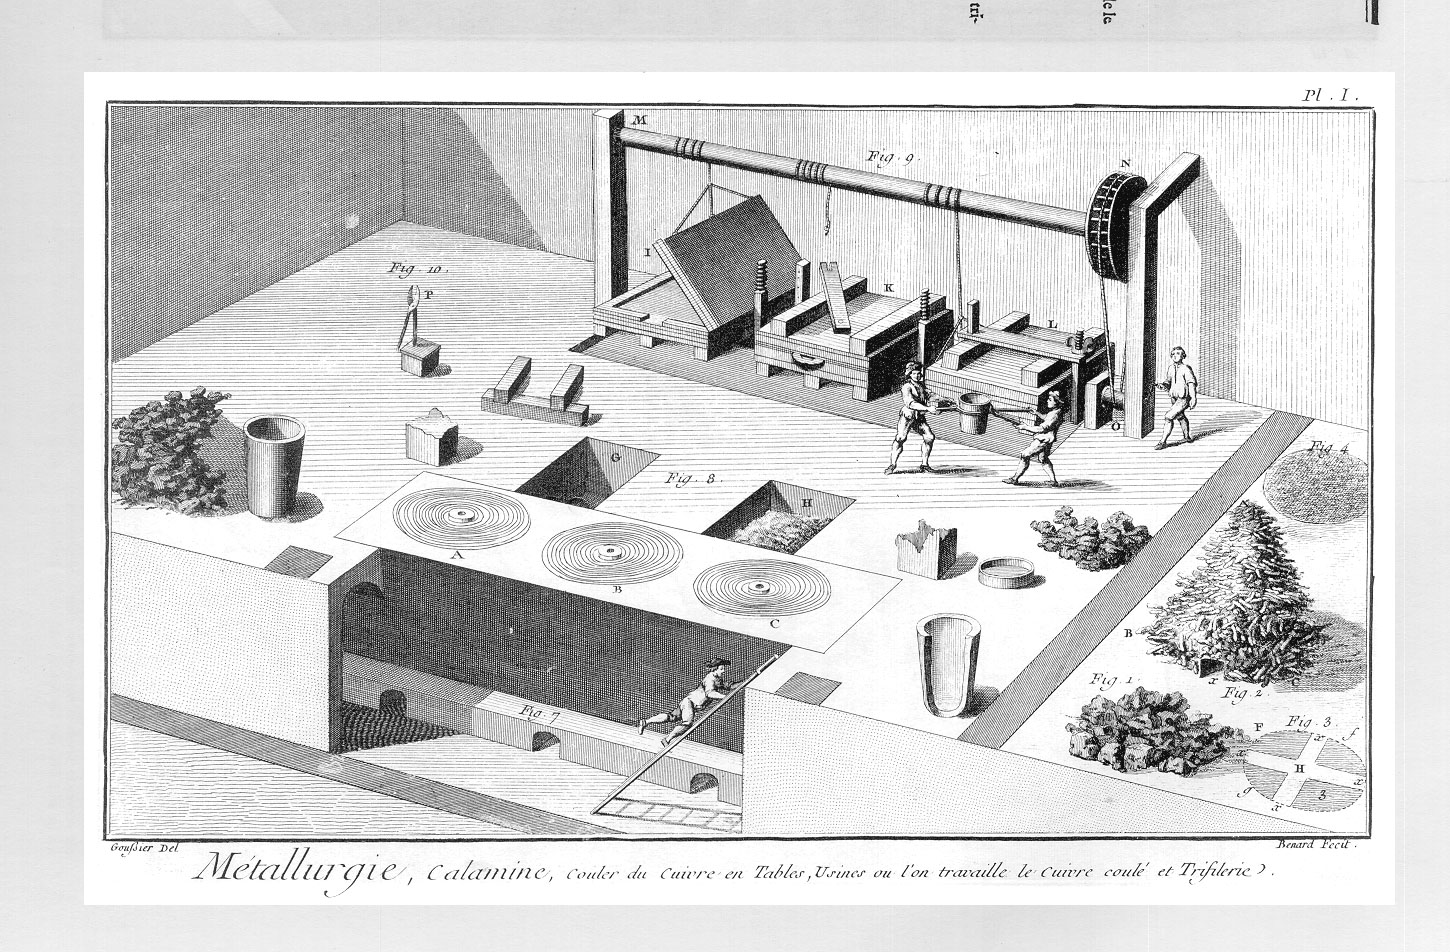 tri-
de le
Pl. I.
M
Fig. 9.
N
I
Fig. 10.
P
K
L
O
G
Fig. 8.
H
Fig. 4
A
B
C
B
x
C
Fig. 2.
Fig. 1.
Fig. 7
F
Fig. 3.
x
f
x
H
x
g
x
3
Goussier Del.
Benard Fecit.
Métallurgie, Calamine, Couler du Cuivre en Tables, Usines ou l'on travaille le Cuivre coulé et Trifilerie).